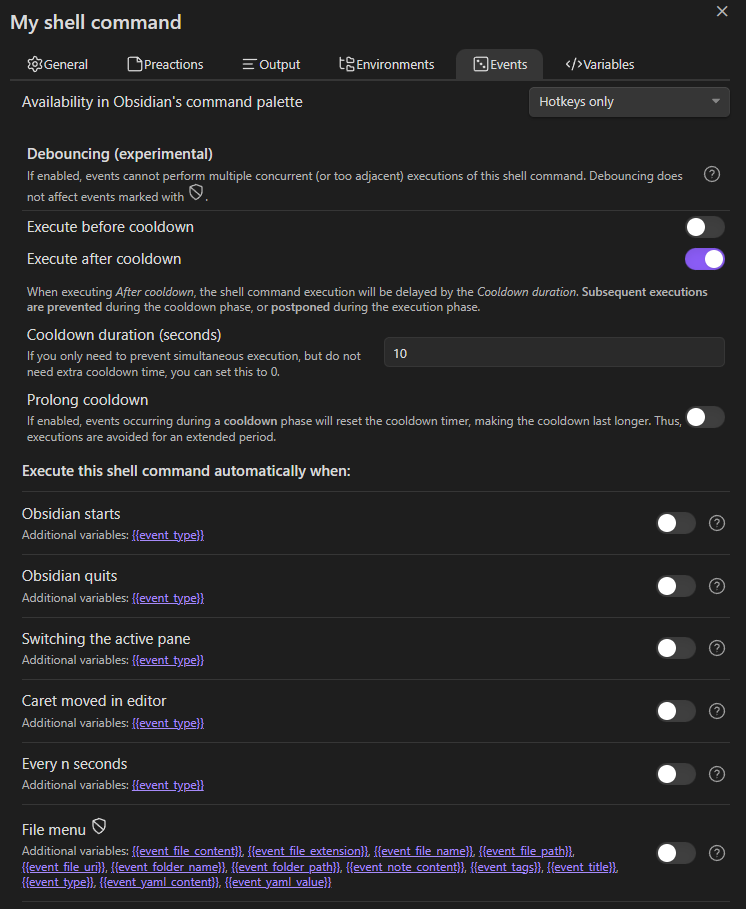 My shell command
General Preactions Output Environments Events Variables
Availability in Obsidian's command palette Hotkeys only
Debouncing (experimental)
If enabled, events cannot perform multiple concurrent (or too adjacent) executions of this shell command. Debouncing does
not affect events marked with .
Execute before cooldown
Execute after cooldown
When executing After cooldown, the shell command execution will be delayed by the Cooldown duration. Subsequent executions
are prevented during the cooldown phase, or postponed during the execution phase.
Cooldown duration (seconds)
If you only need to prevent simultaneous execution, but do not
need extra cooldown time, you can set this to 0.
10
Prolong cooldown
If enabled, events occurring during a cooldown phase will reset the cooldown timer, making the cooldown last longer. Thus,
executions are avoided for an extended period.
Execute this shell command automatically when:
Obsidian starts
Additional variables: {{event_type}}
Obsidian quits
Additional variables: {{event_type}}
Switching the active pane
Additional variables: {{event_type}}
Caret moved in editor
Additional variables: {{event_type}}
Every n seconds
Additional variables: {{event_type}}
File menu
Additional variables: {{event_file_content}}, {{event_file_extension}}, {{event_file_name}}, {{event_file_path}},
{{event_file_uri}}, {{event_folder_name}}, {{event_folder_path}}, {{event_note_content}}, {{event_tags}}, {{event_title}},
{{event_type}}, {{event_yaml_content}}, {{event_yaml_value}}